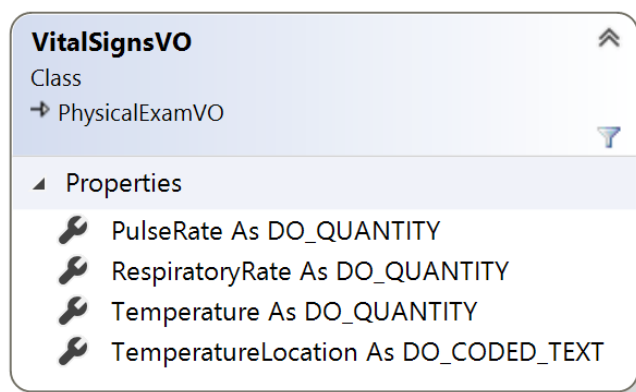 VitalSignsVO
Class
PhysicalExamVO
Properties
PulseRate As DO_QUANTITY
RespiratoryRate As DO_QUANTITY
Temperature As DO_QUANTITY
TemperatureLocation As DO_CODED_TEXT